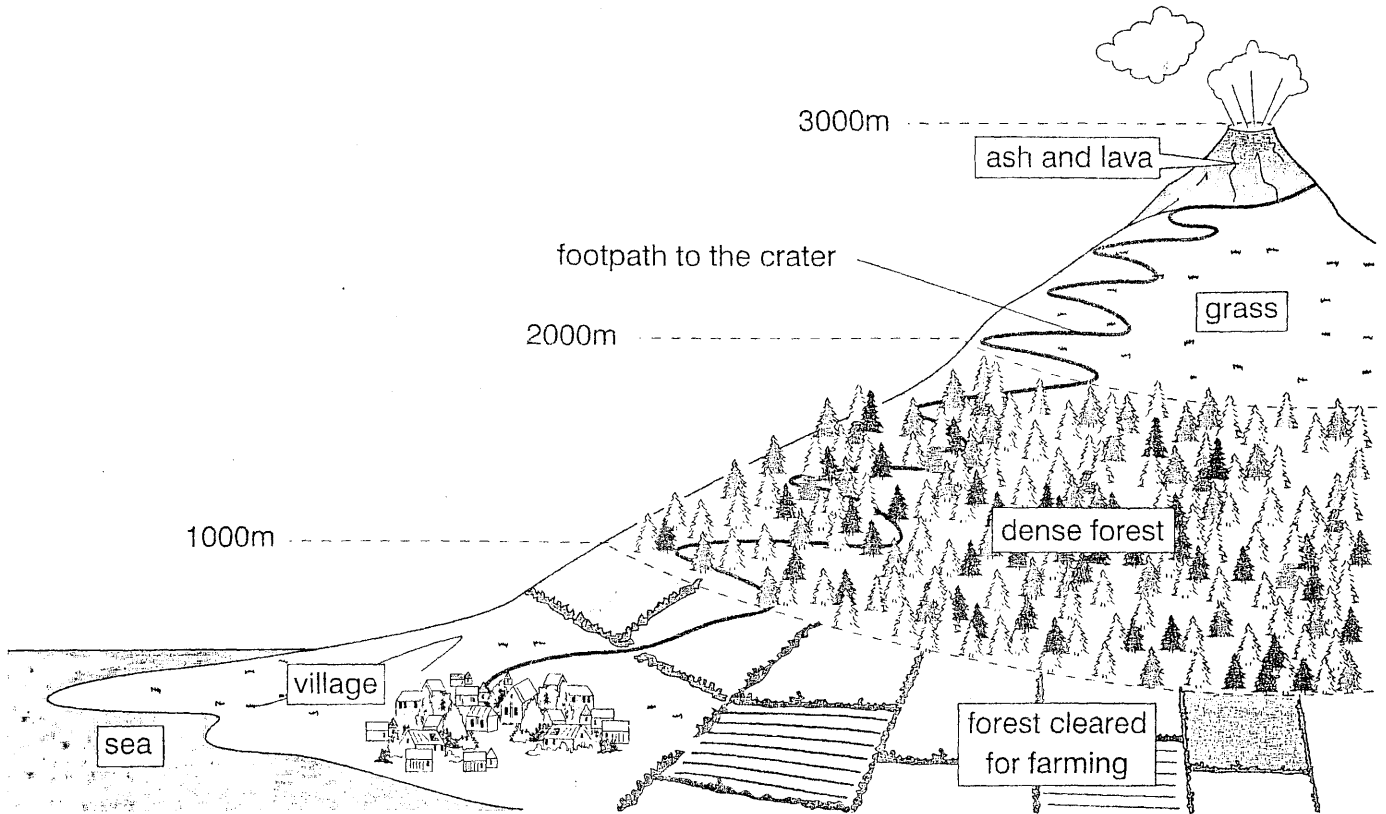 3000m
ash and lava
footpath to the crater
grass
2000m
dense forest
1000m
village
sea
forest cleared
for farming